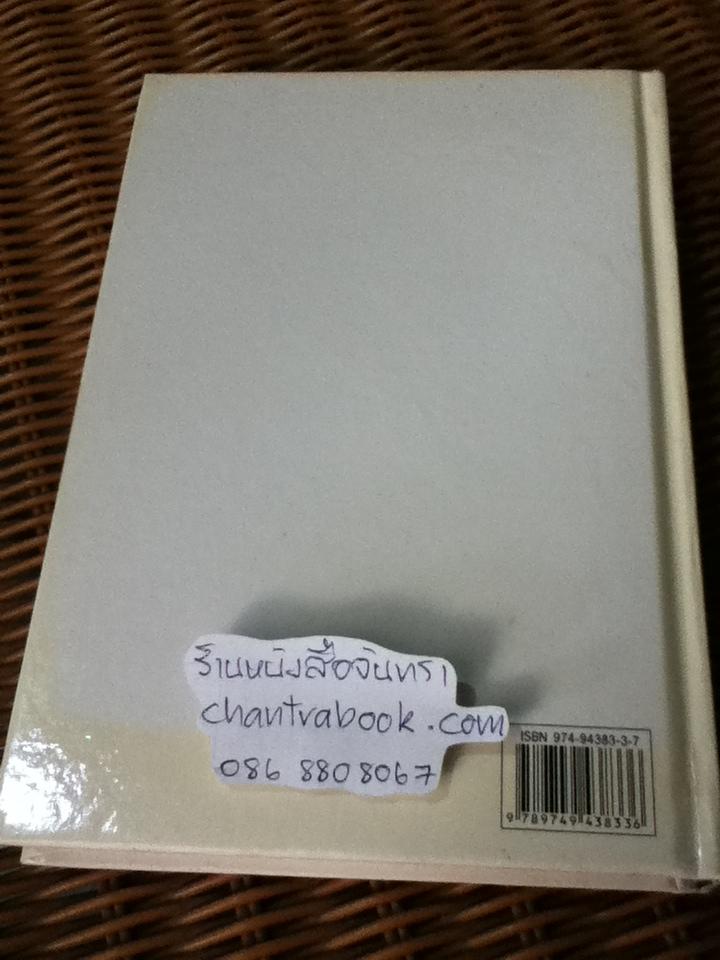 ร้านหนังสือจันทรา
chantrabook.com
086 8808067
ISBN 974-94383-3-7
9 789749 438336